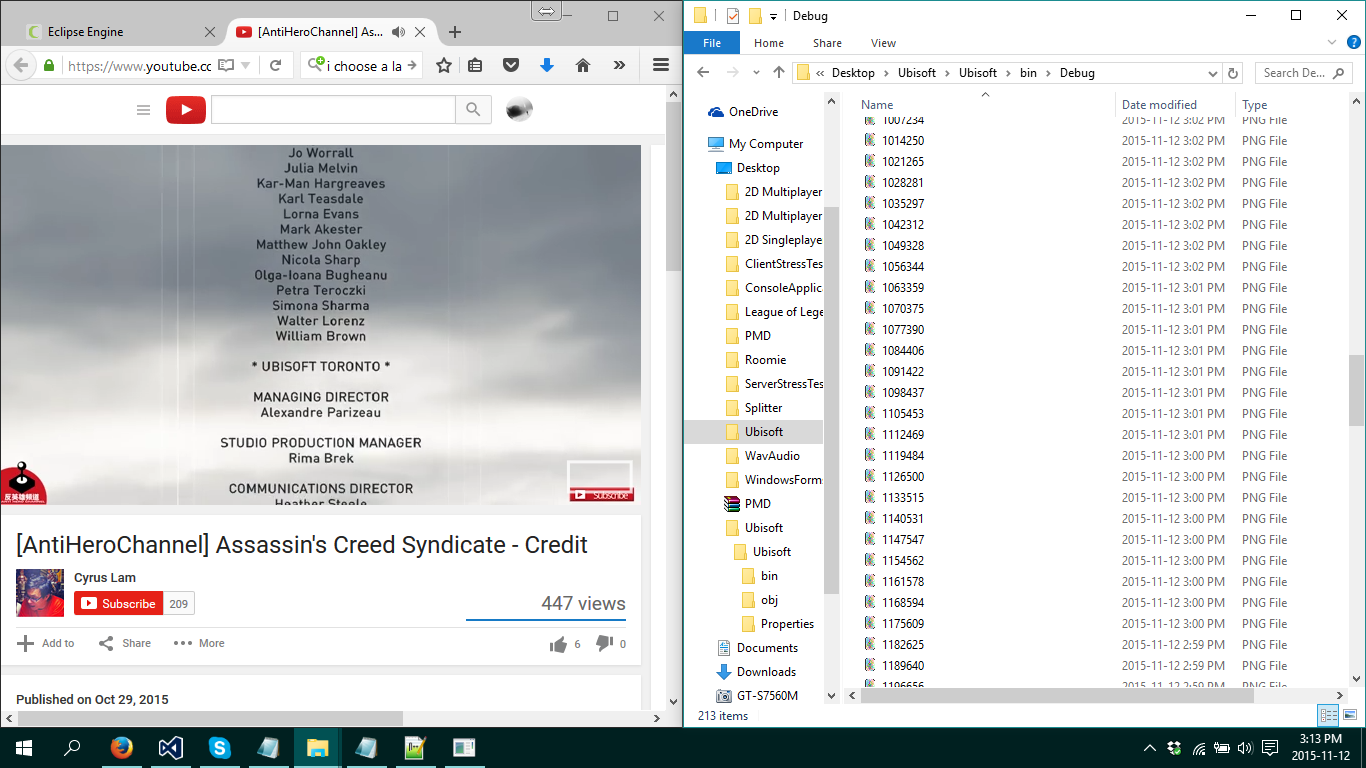 Eclipse Engine
[AntiHeroChannel] As...
https://www.youtube.cc
i choose a la
Jo Worrall
Julia Melvin
Kar-Man Hargreaves
Karl Teasdale
Lorna Evans
Mark Akester
Matthew John Oakley
Nicola Sharp
Olga-Ioana Bugheanu
Petra Teroczki
Simona Sharma
Walter Lorenz
William Brown
* UBISOFT TORONTO *
MANAGING DIRECTOR
Alexandre Parizeau
STUDIO PRODUCTION MANAGER
Rima Brek
COMMUNICATIONS DIRECTOR
Heather Steele
反英雄頻道
Subscribe
[AntiHeroChannel] Assassin's Creed Syndicate - Credit
Cyrus Lam
Subscribe 209
447 views
Add to Share More 6 0
Published on Oct 29, 2015
Debug
File Home Share View
« Desktop Ubisoft Ubisoft bin Debug
Search De...
OneDrive
My Computer
Desktop
2D Multiplayer
2D Multiplayer
2D Singleplaye
ClientStressTes
ConsoleApplic
League of Lege
PMD
Roomie
ServerStressTes
Splitter
Ubisoft
WavAudio
WindowsForm
PMD
Ubisoft
Ubisoft
bin
obj
Properties
Documents
Downloads
GT-S7560M
Name Date modified Type
1007234 2015-11-12 3:02 PM PNG File
1014250 2015-11-12 3:02 PM PNG File
1021265 2015-11-12 3:02 PM PNG File
1028281 2015-11-12 3:02 PM PNG File
1035297 2015-11-12 3:02 PM PNG File
1042312 2015-11-12 3:02 PM PNG File
1049328 2015-11-12 3:02 PM PNG File
1056344 2015-11-12 3:02 PM PNG File
1063359 2015-11-12 3:01 PM PNG File
1070375 2015-11-12 3:01 PM PNG File
1077390 2015-11-12 3:01 PM PNG File
1084406 2015-11-12 3:01 PM PNG File
1091422 2015-11-12 3:01 PM PNG File
1098437 2015-11-12 3:01 PM PNG File
1105453 2015-11-12 3:01 PM PNG File
1112469 2015-11-12 3:01 PM PNG File
1119484 2015-11-12 3:00 PM PNG File
1126500 2015-11-12 3:00 PM PNG File
1133515 2015-11-12 3:00 PM PNG File
1140531 2015-11-12 3:00 PM PNG File
1147547 2015-11-12 3:00 PM PNG File
1154562 2015-11-12 3:00 PM PNG File
1161578 2015-11-12 3:00 PM PNG File
1168594 2015-11-12 3:00 PM PNG File
1175609 2015-11-12 3:00 PM PNG File
1182625 2015-11-12 2:59 PM PNG File
1189640 2015-11-12 2:59 PM PNG File
1196656 2015-11-12 2:59 PM PNG File
213 items
3:13 PM
2015-11-12